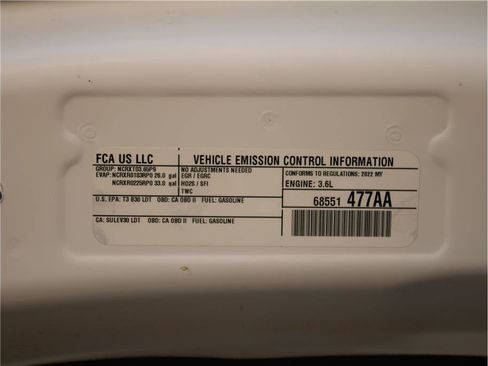 FCA US LLC VEHICLE EMISSION CONTROL INFORMATION
GROUP: NCRXT03.65P0 NO ADJUSTMENTS NEEDED CONFORMS TO REGULATIONS: 2022 MY
EVAP: NCRXR0183RP0 26.0 gal EGR / EGRC
NCRXR0225RP0 33.0 gal HO2S / SFI ENGINE: 3.6L
TWC
U.S. EPA: T3 B30 LDT OBD: CA OBD II FUEL: GASOLINE 68551 477AA
CA: SULEV30 LDT OBD: CA OBD II FUEL: GASOLINE